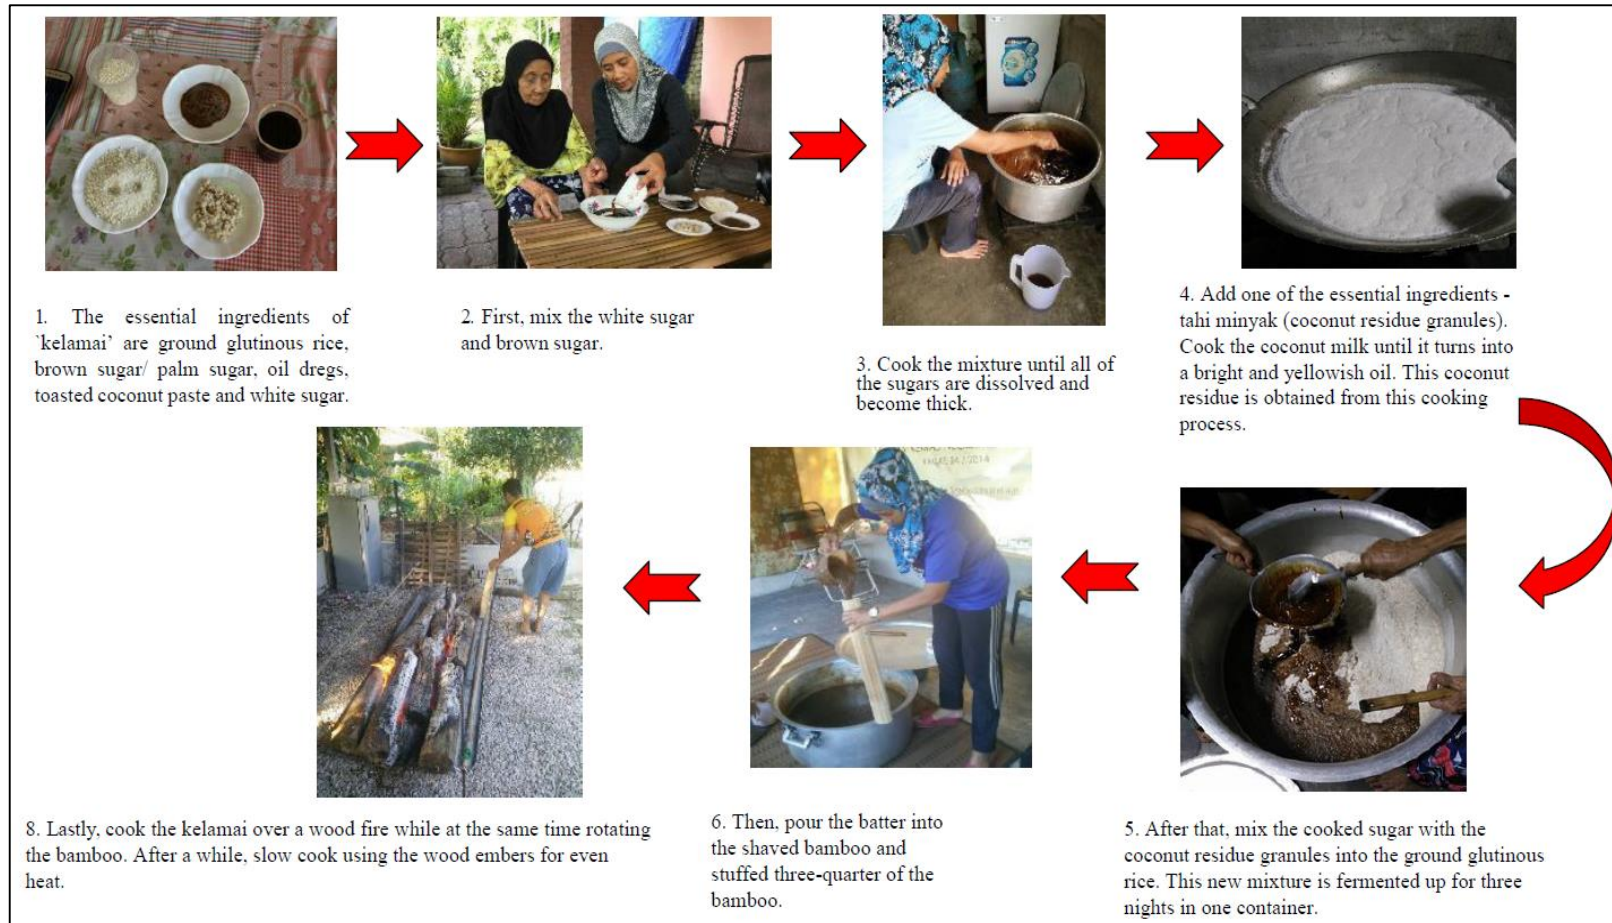 1. The essential ingredients of
`kelamai’ are ground glutinous rice,
brown sugar/ palm sugar, oil dregs,
toasted coconut paste and white sugar.
2. First, mix the white sugar
and brown sugar.
3. Cook the mixture until all of
the sugars are dissolved and
become thick.
4. Add one of the essential ingredients -
tahi minyak (coconut residue granules).
Cook the coconut milk until it turns into
a bright and yellowish oil. This coconut
residue is obtained from this cooking
process.
5. After that, mix the cooked sugar with the
coconut residue granules into the ground glutinous
rice. This new mixture is fermented up for three
nights in one container.
6. Then, pour the batter into
the shaved bamboo and
stuffed three-quarter of the
bamboo.
8. Lastly, cook the kelamai over a wood fire while at the same time rotating
the bamboo. After a while, slow cook using the wood embers for even
heat.